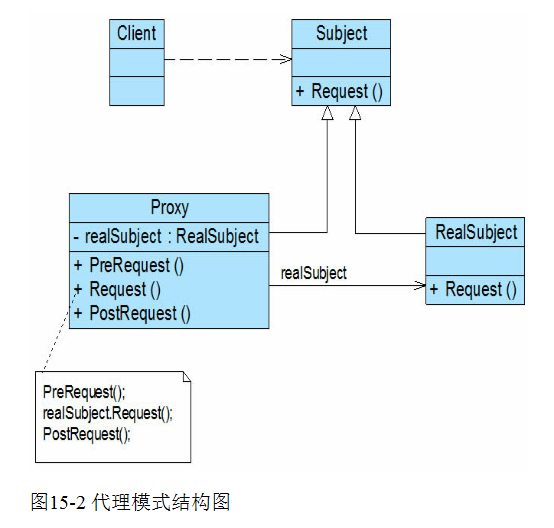 Client
Subject
+ Request ()
Proxy
- realSubject : RealSubject
+ PreRequest ()
+ Request ()
+ PostRequest ()
realSubject
RealSubject
+ Request ()
PreRequest();
realSubject.Request();
PostRequest();
图15-2 代理模式结构图